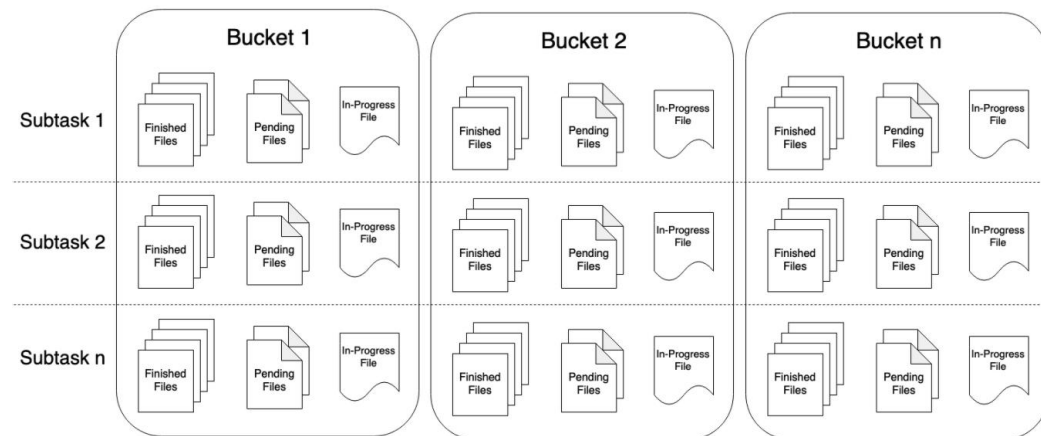 Bucket 1
Bucket 2
Bucket n
Subtask 1
Finished
Files
Pending
Files
In-Progress
File
Finished
Files
Pending
Files
In-Progress
File
Finished
Files
Pending
Files
In-Progress
File
Subtask 2
Finished
Files
Pending
Files
In-Progress
File
Finished
Files
Pending
Files
In-Progress
File
Finished
Files
Pending
Files
In-Progress
File
Subtask n
Finished
Files
Pending
Files
In-Progress
File
Finished
Files
Pending
Files
In-Progress
File
Finished
Files
Pending
Files
In-Progress
File